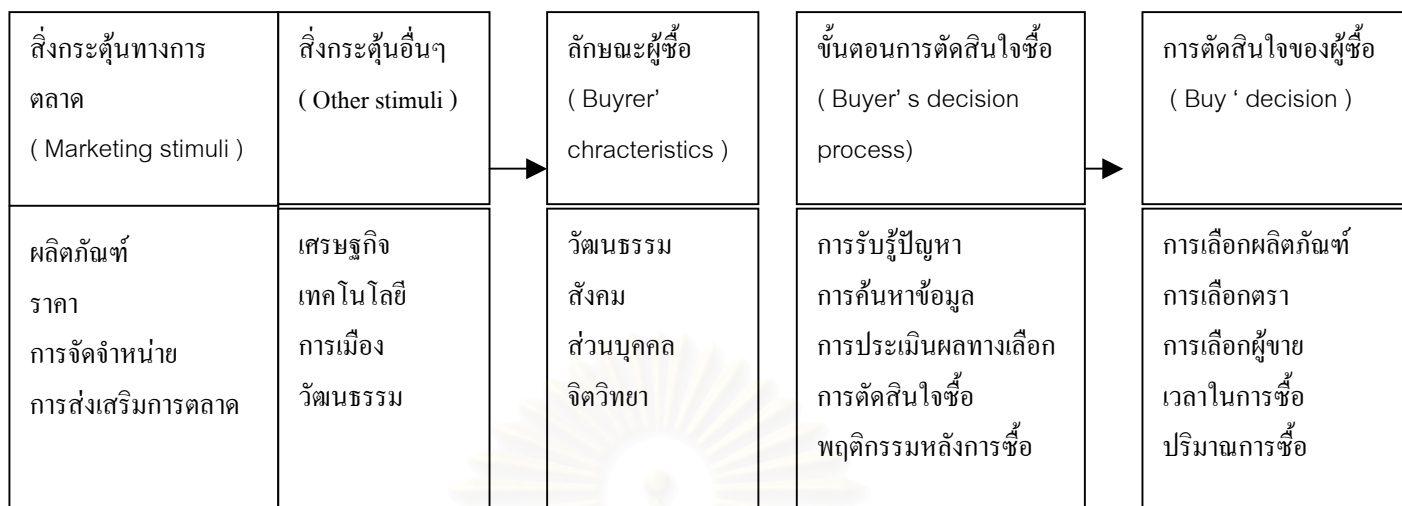 สิ่งกระตุ้นทางการ
ตลาด
( Marketing stimuli )
สิ่งกระตุ้นอื่นๆ
( Other stimuli )
ลักษณะผู้ซื้อ
( Buyrer’
chracteristics )
ขั้นตอนการตัดสินใจซื้อ
( Buyer’ s decision
process)
การตัดสินใจของผู้ซื้อ
( Buy ‘ decision )
ผลิตภัณฑ์
ราคา
การจัดจำหน่าย
การส่งเสริมการตลาด
เศรษฐกิจ
เทคโนโลยี
การเมือง
วัฒนธรรม
วัฒนธรรม
สังคม
ส่วนบุคคล
จิตวิทยา
การรับรู้ปัญหา
การค้นหาข้อมูล
การประเมินผลทางเลือก
การตัดสินใจซื้อ
พฤติกรรมหลังการซื้อ
การเลือกผลิตภัณฑ์
การเลือกตรา
การเลือกผู้ขาย
เวลาในการซื้อ
ปริมาณการซื้อ